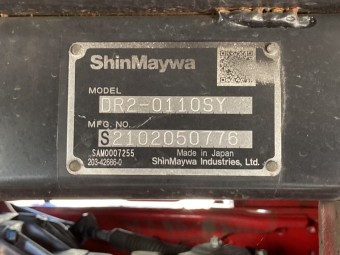 ShinMaywa
MODEL
DR2-0110SY
MFG. NO.
S2102050776
SAM0007255
Made in Japan
203-42666-0
ShinMaywa Industries, Ltd.